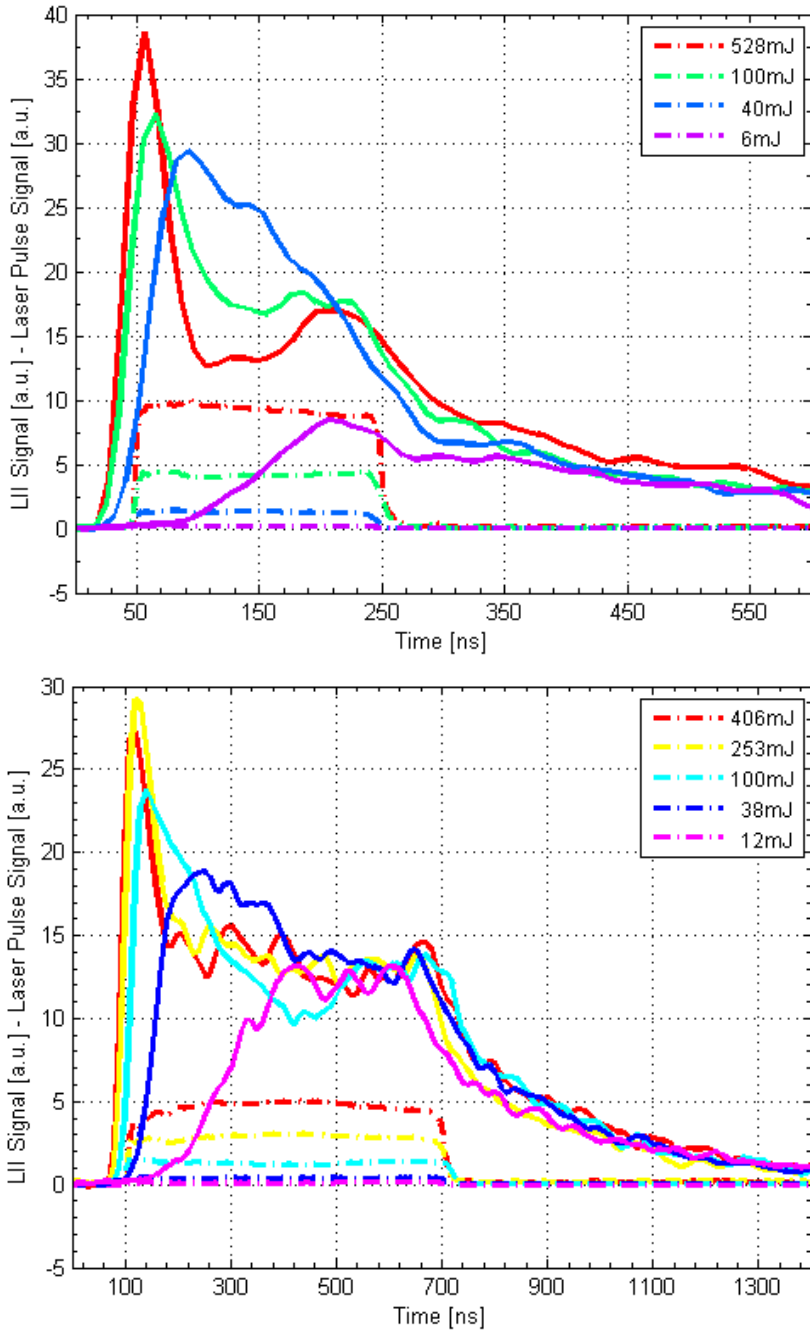 40
35
30
25
20
15
10
5
0
-5
LII Signal [a.u.] - Laser Pulse Signal [a.u.]
528mJ
100mJ
40mJ
6mJ
50 150 250 350 450 550
Time [ns]
30
25
20
15
10
5
0
-5
LII Signal [a.u.] - Laser Pulse Signal [a.u.]
406mJ
253mJ
100mJ
38mJ
12mJ
100 300 500 700 900 1100 1300
Time [ns]